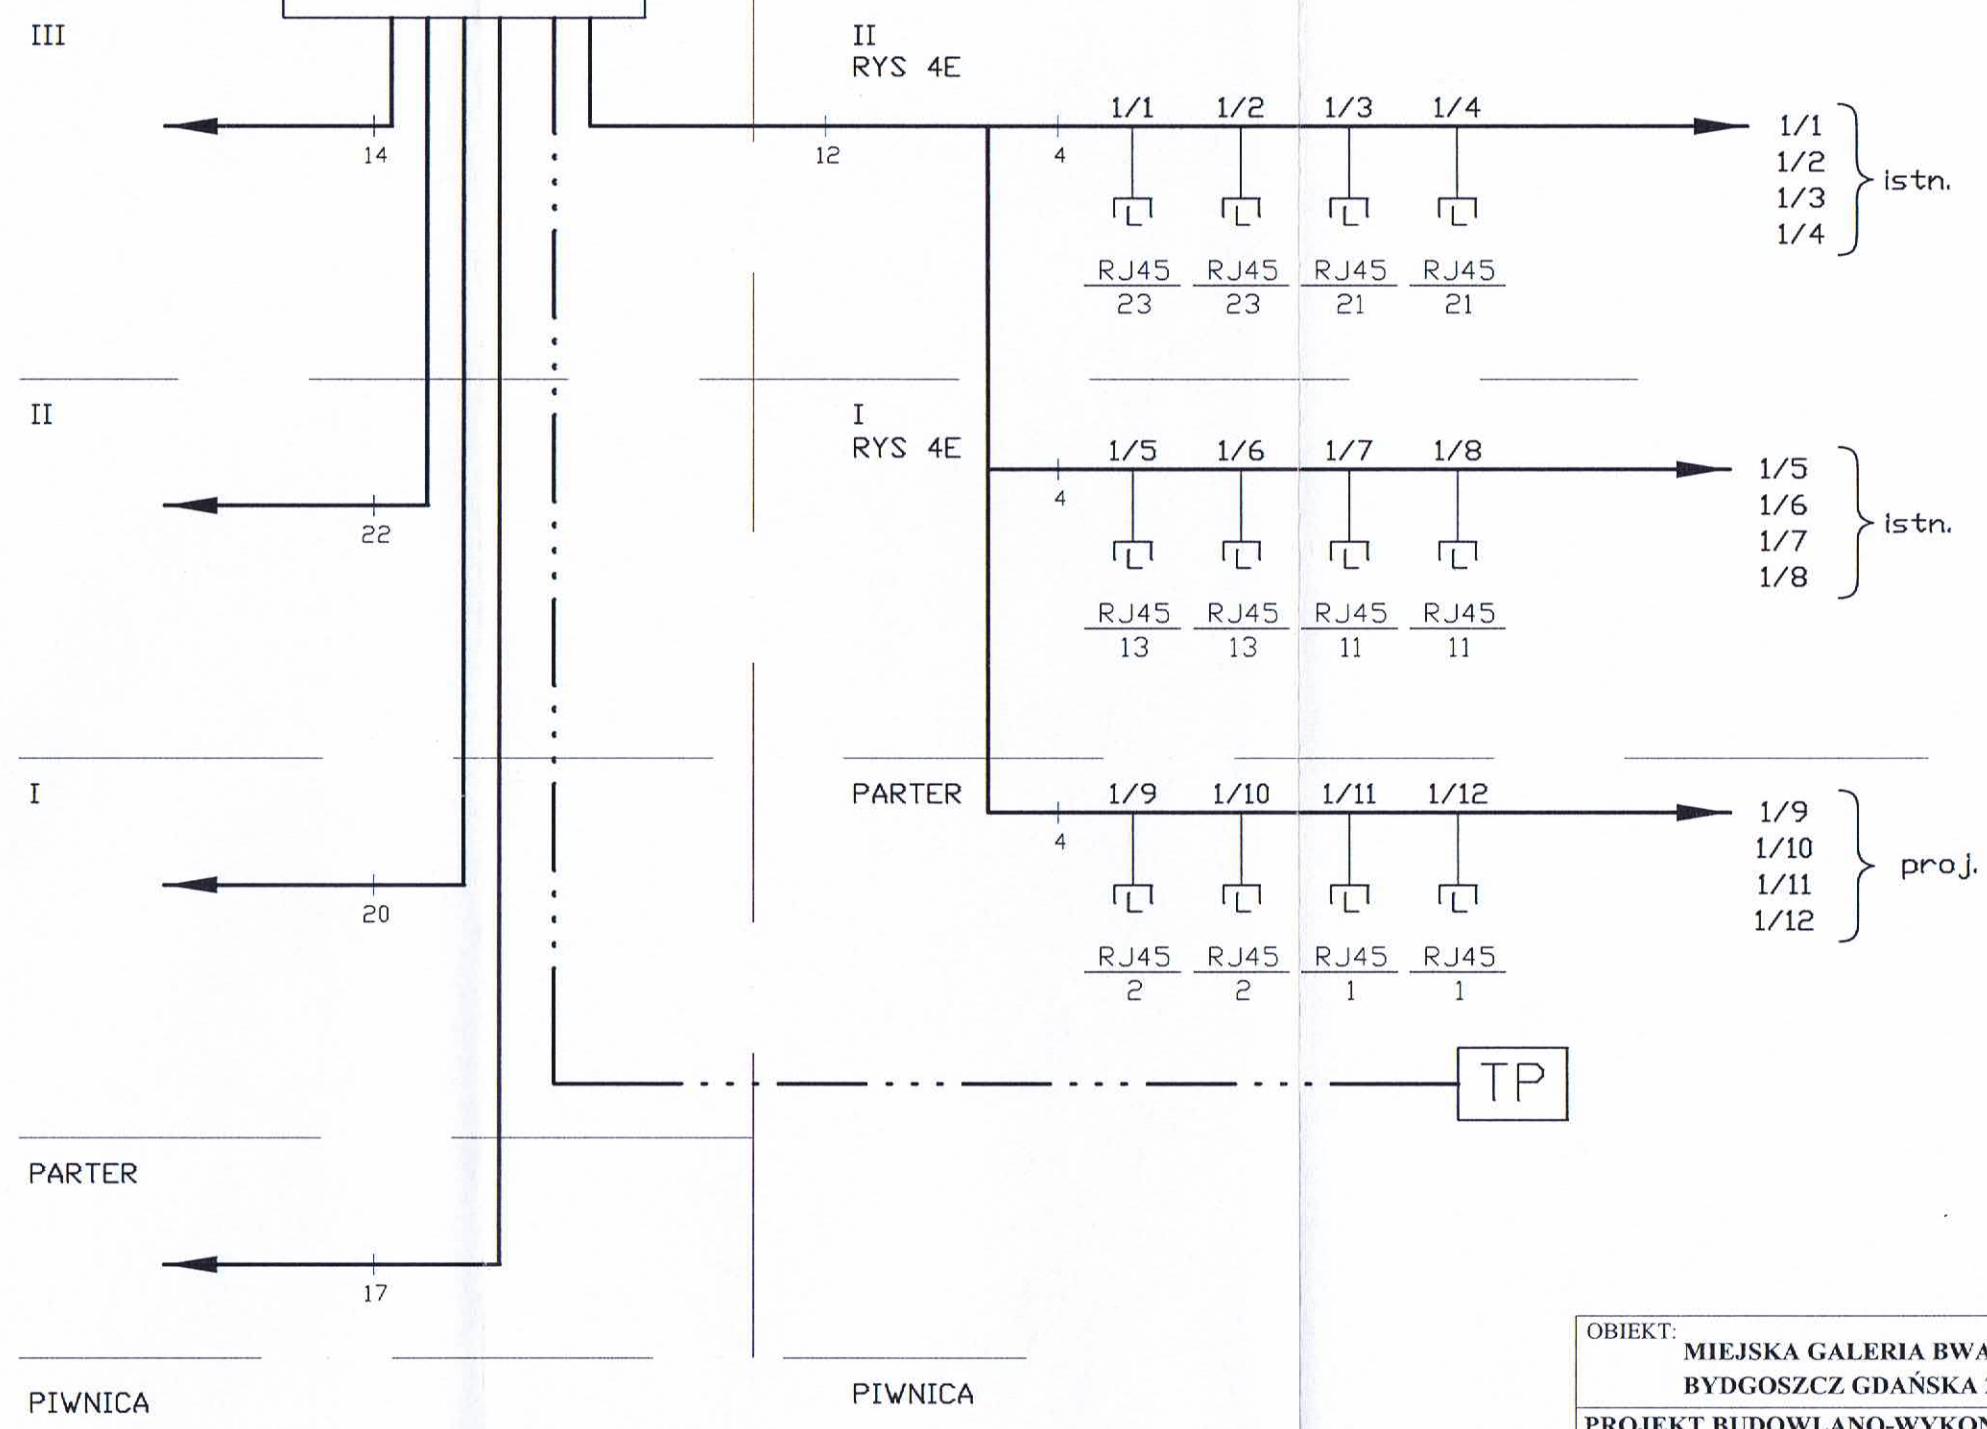 III
14
II
22
I
20
PARTER
17
PIWNICA
II
RYS 4E
12
4
1/1 1/2 1/3 1/4
L L L L
RJ45 RJ45 RJ45 RJ45
23 23 21 21
1/1
1/2
1/3
1/4
istn.
I
RYS 4E
4
1/5 1/6 1/7 1/8
L L L L
RJ45 RJ45 RJ45 RJ45
13 13 11 11
1/5
1/6
1/7
1/8
istn.
PARTER
4
1/9 1/10 1/11 1/12
L L L L
RJ45 RJ45 RJ45 RJ45
2 2 1 1
1/9
1/10
1/11
1/12
proj.
TP
PIWNICA
OBIEKT:
MIEJSKA GALERIA BWA
BYDGOSZCZ GDAŃSKA
PROJEKT BUDOWLANO-WYKON